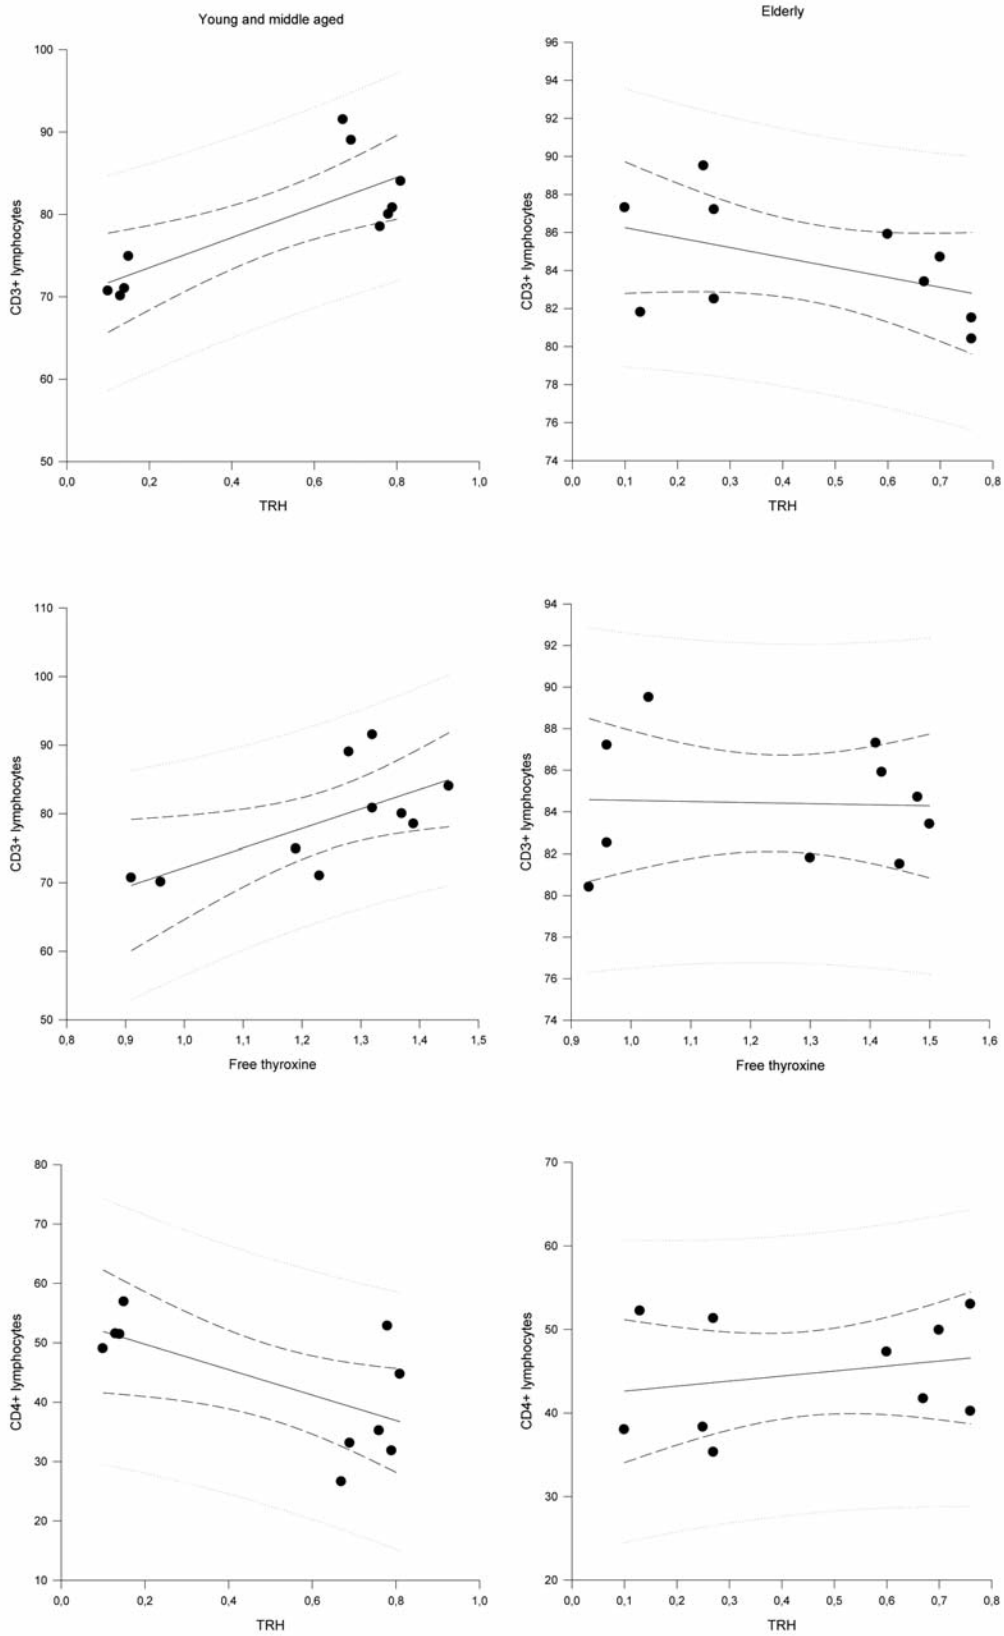 Young and middle aged
100
90
80
70
60
50
CD3+ lymphocytes
0,0 0,2 0,4 0,6 0,8 1,0
TRH
Elderly
96
94
92
90
88
86
84
82
80
78
76
74
CD3+ lymphocytes
0,0 0,1 0,2 0,3 0,4 0,5 0,6 0,7 0,8
TRH
110
100
90
80
70
60
50
CD3+ lymphocytes
0,8 0,9 1,0 1,1 1,2 1,3 1,4 1,5
Free thyroxine
94
92
90
88
86
84
82
80
78
76
74
CD3+ lymphocytes
0,9 1,0 1,1 1,2 1,3 1,4 1,5 1,6
Free thyroxine
80
70
60
50
40
30
20
10
CD4+ lymphocytes
0,0 0,2 0,4 0,6 0,8 1,0
TRH
70
60
50
40
30
20
CD4+ lymphocytes
0,0 0,1 0,2 0,3 0,4 0,5 0,6 0,7 0,8
TRH